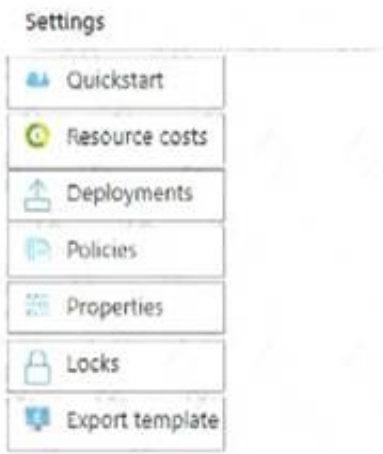 Settings
Quickstart
Resource costs
Deployments
Policies
Properties
Locks
Export template